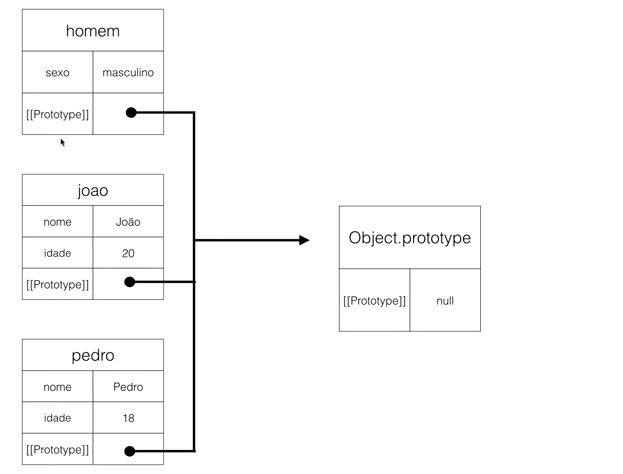 homem
sexo masculino
[[Prototype]]
joao
nome João
idade 20
[[Prototype]]
Object.prototype
[[Prototype]] null
pedro
nome Pedro
idade 18
[[Prototype]]